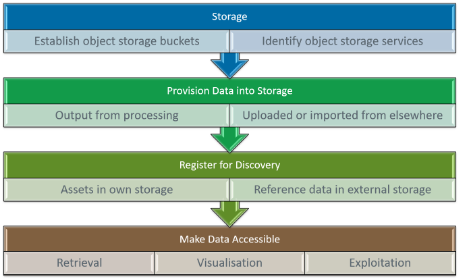 Storage
Establish object storage buckets
Identify object storage services
Provision Data into Storage
Output from processing
Uploaded or imported from elsewhere
Register for Discovery
Assets in own storage
Reference data in external storage
Make Data Accessible
Retrieval
Visualisation
Exploitation